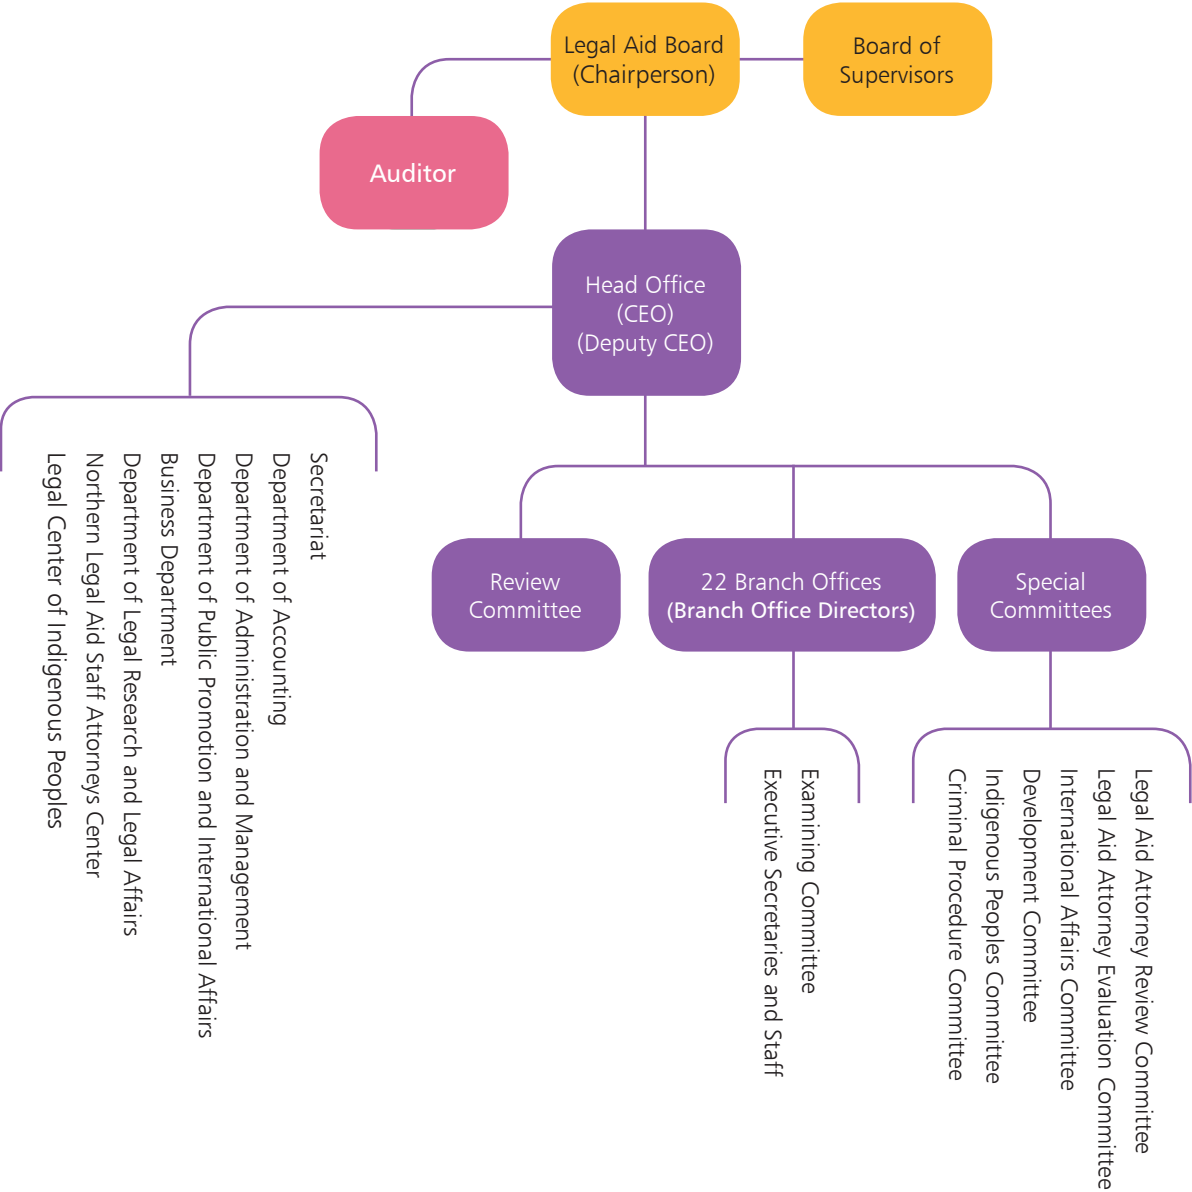 Legal Aid Board
(Chairperson)
Board of
Supervisors
Auditor
Head Office
(CEO)
(Deputy CEO)
Secretariat
Department of Accounting
Department of Administration and Management
Department of Public Promotion and International Affairs
Business Department
Department of Legal Research and Legal Affairs
Northern Legal Aid Staff Attorneys Center
Legal Center of Indigenous Peoples
Review
Committee
22 Branch Offices
(Branch Office Directors)
Special
Committees
Examining Committee
Executive Secretaries and Staff
Legal Aid Attorney Review Committee
Legal Aid Attorney Evaluation Committee
International Affairs Committee
Development Committee
Indigenous Peoples Committee
Criminal Procedure Committee